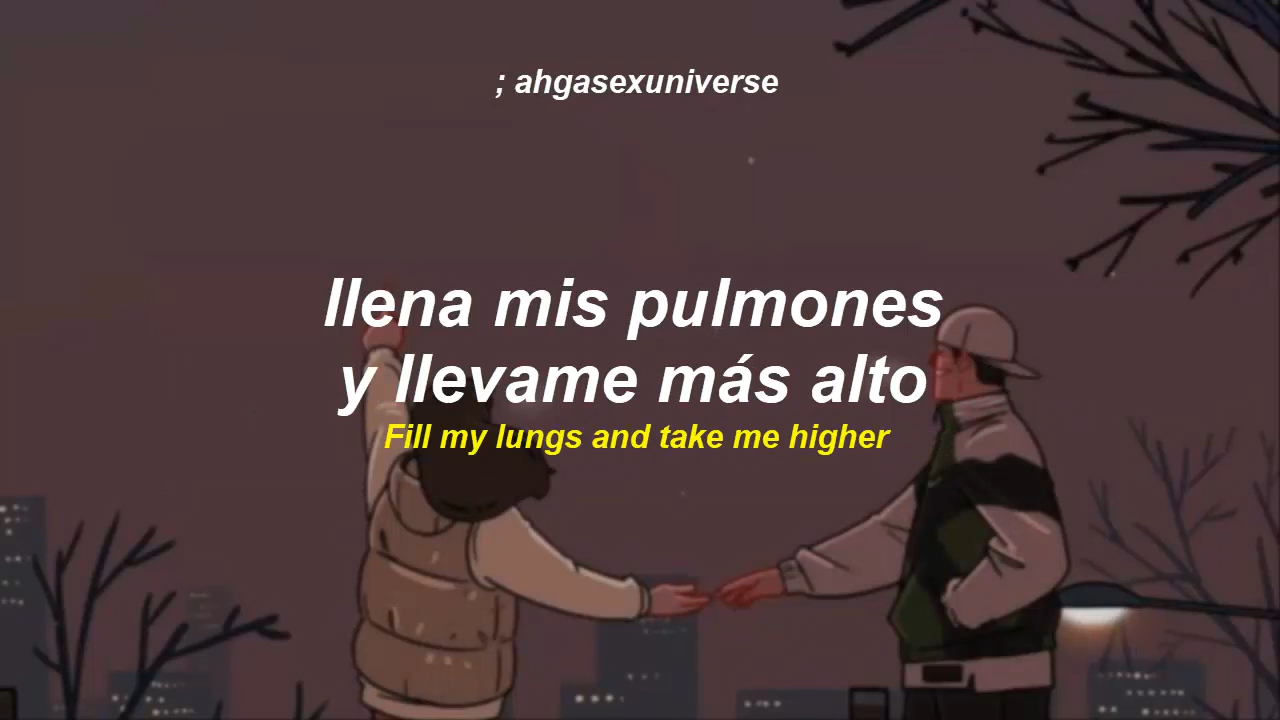 ; ahgasexuniverse
llena mis pulmones
y llevame más alto
Fill my lungs and take me higher